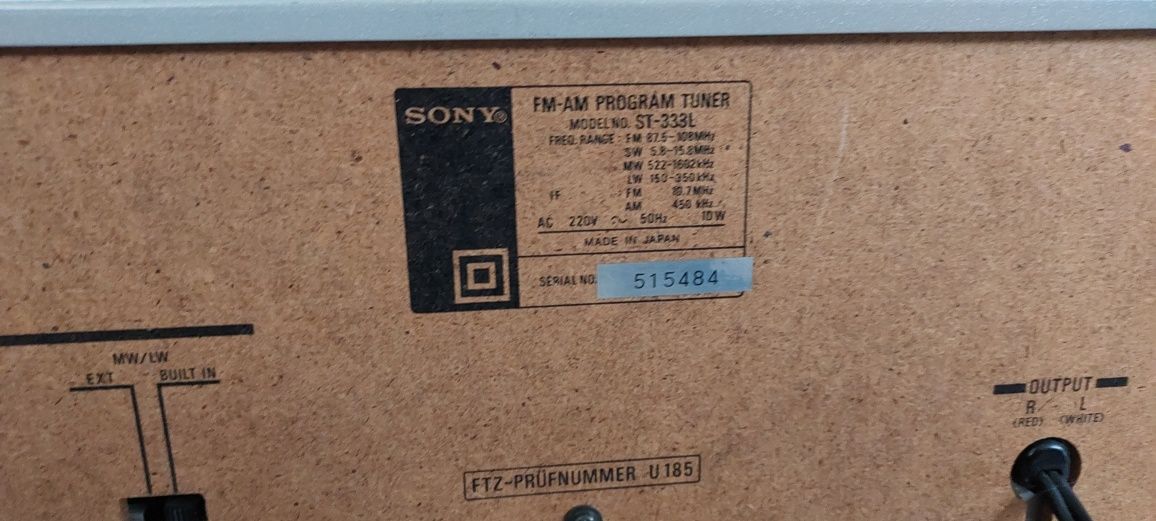 SONY®
FM-AM PROGRAM TUNER
MODEL NO. ST-333L
FREQ. RANGE : FM 87.5-108MHz
SW 5.8-15.8MHz
MW 522-1602kHz
LW 150-350kHz
IF FM 10.7MHz
AM 450 kHz
AC 220V ~ 50Hz 10W
MADE IN JAPAN
SERIAL NO. 515484
MW/LW
EXT BUILT IN
OUTPUT
R L
(RED) (WHITE)
FTZ-PRÜFNUMMER U185